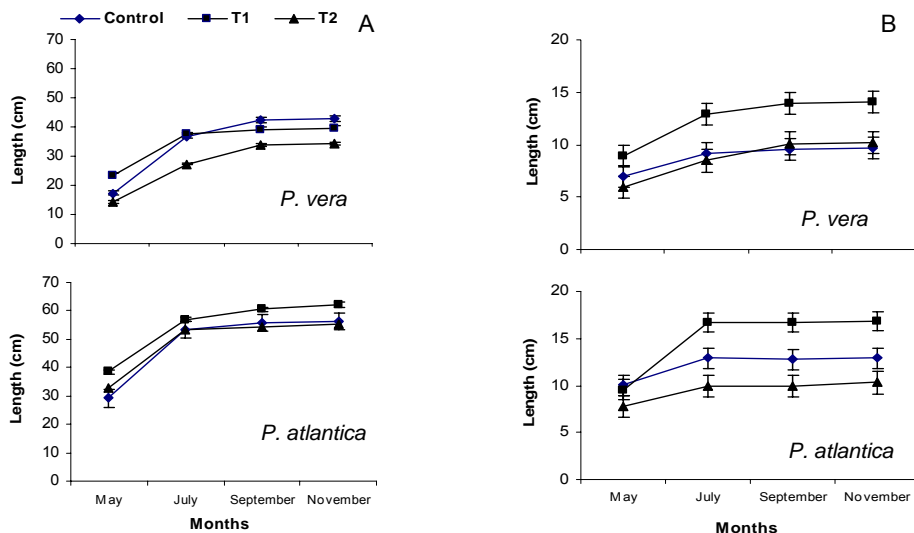 Control T1 T2
A
B
70
60
50
40
30
20
10
0
Length (cm)
P. vera
20
15
10
5
0
Length (cm)
P. vera
70
60
50
40
30
20
10
0
Length (cm)
P. atlantica
May July September November
Months
20
15
10
5
0
Length (cm)
P. atlantica
May July September November
Months